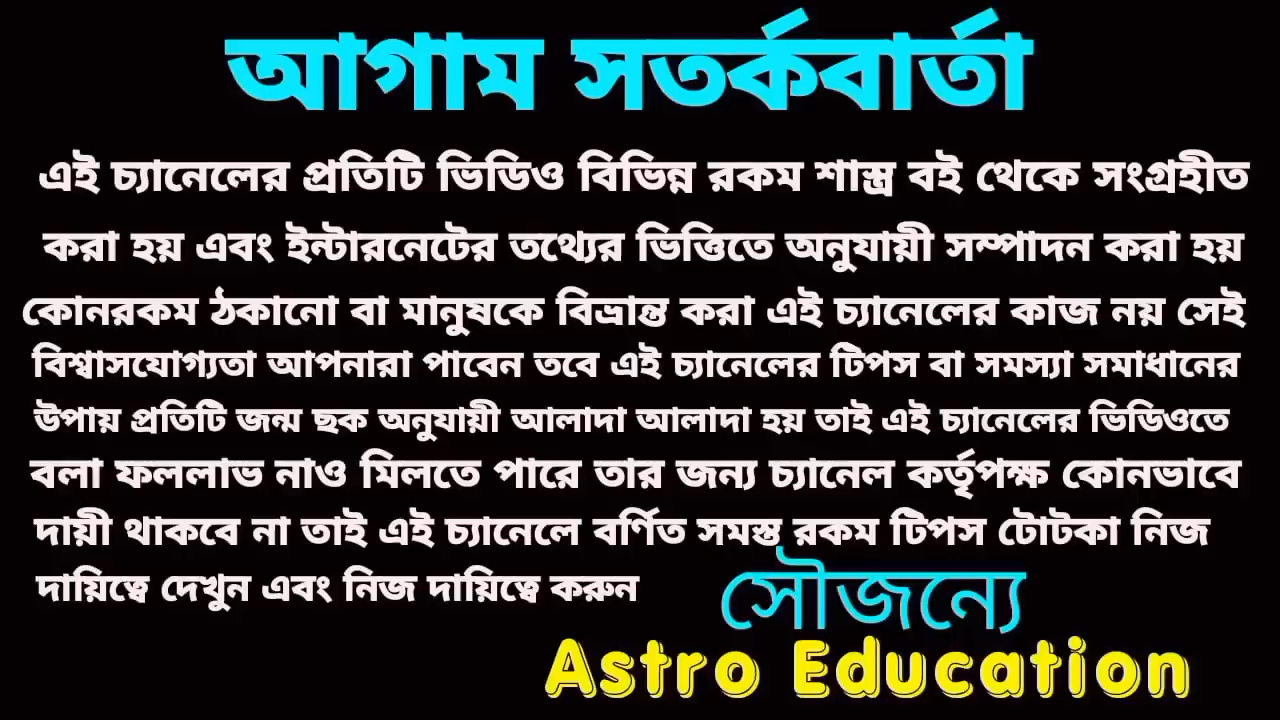 আগাম সতর্কবার্তা
এই চ্যানেলের প্রতিটি ভিডিও বিভিন্ন রকম শাস্ত্র বই থেকে সংগ্রহীত
করা হয় এবং ইন্টারনেটের তথ্যের ভিত্তিতে অনুযায়ী সম্পাদন করা হয়
কোনরকম ঠকানো বা মানুষকে বিভ্রান্ত করা এই চ্যানেলের কাজ নয় সেই
বিশ্বাসযোগ্যতা আপনারা পাবেন তবে এই চ্যানেলের টিপস বা সমস্যা সমাধানের
উপায় প্রতিটি জন্ম ছক অনুযায়ী আলাদা আলাদা হয় তাই এই চ্যানেলের ভিডিওতে
বলা ফললাভ নাও মিলতে পারে তার জন্য চ্যানেল কর্তৃপক্ষ কোনভাবে
দায়ী থাকবে না তাই এই চ্যানেলে বর্ণিত সমস্ত রকম টিপস টোটকা নিজ
দায়িত্বে দেখুন এবং নিজ দায়িত্বে করুন
সৌজন্যে
Astro Education